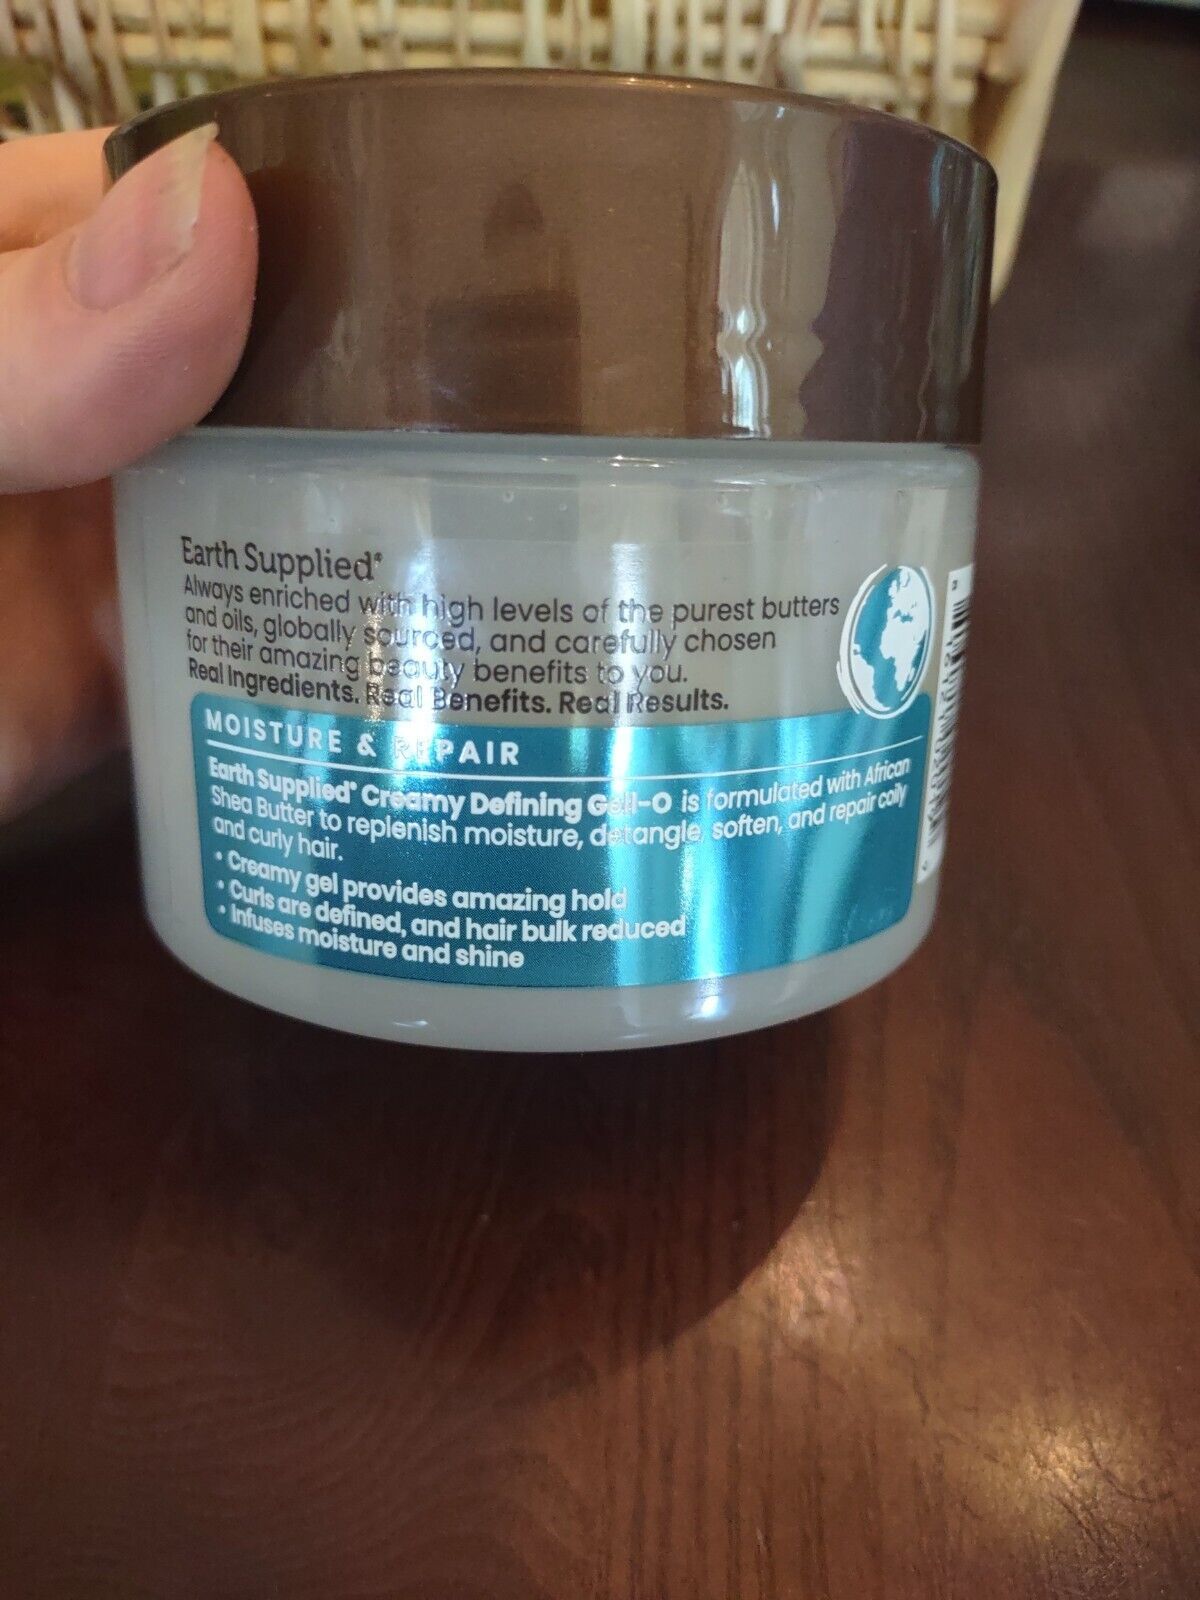 Earth Supplied®
Always enriched with high levels of the purest butters
and oils, globally sourced, and carefully chosen
for their amazing beauty benefits to you.
Real Ingredients. Real Benefits. Real Results.
MOISTURE & REPAIR
Earth Supplied® Creamy Defining Gell-O is formulated with African
Shea Butter to replenish moisture, detangle, soften, and repair coily
and curly hair.
• Creamy gel provides amazing hold
• Curls are defined, and hair bulk reduced
• Infuses moisture and shine